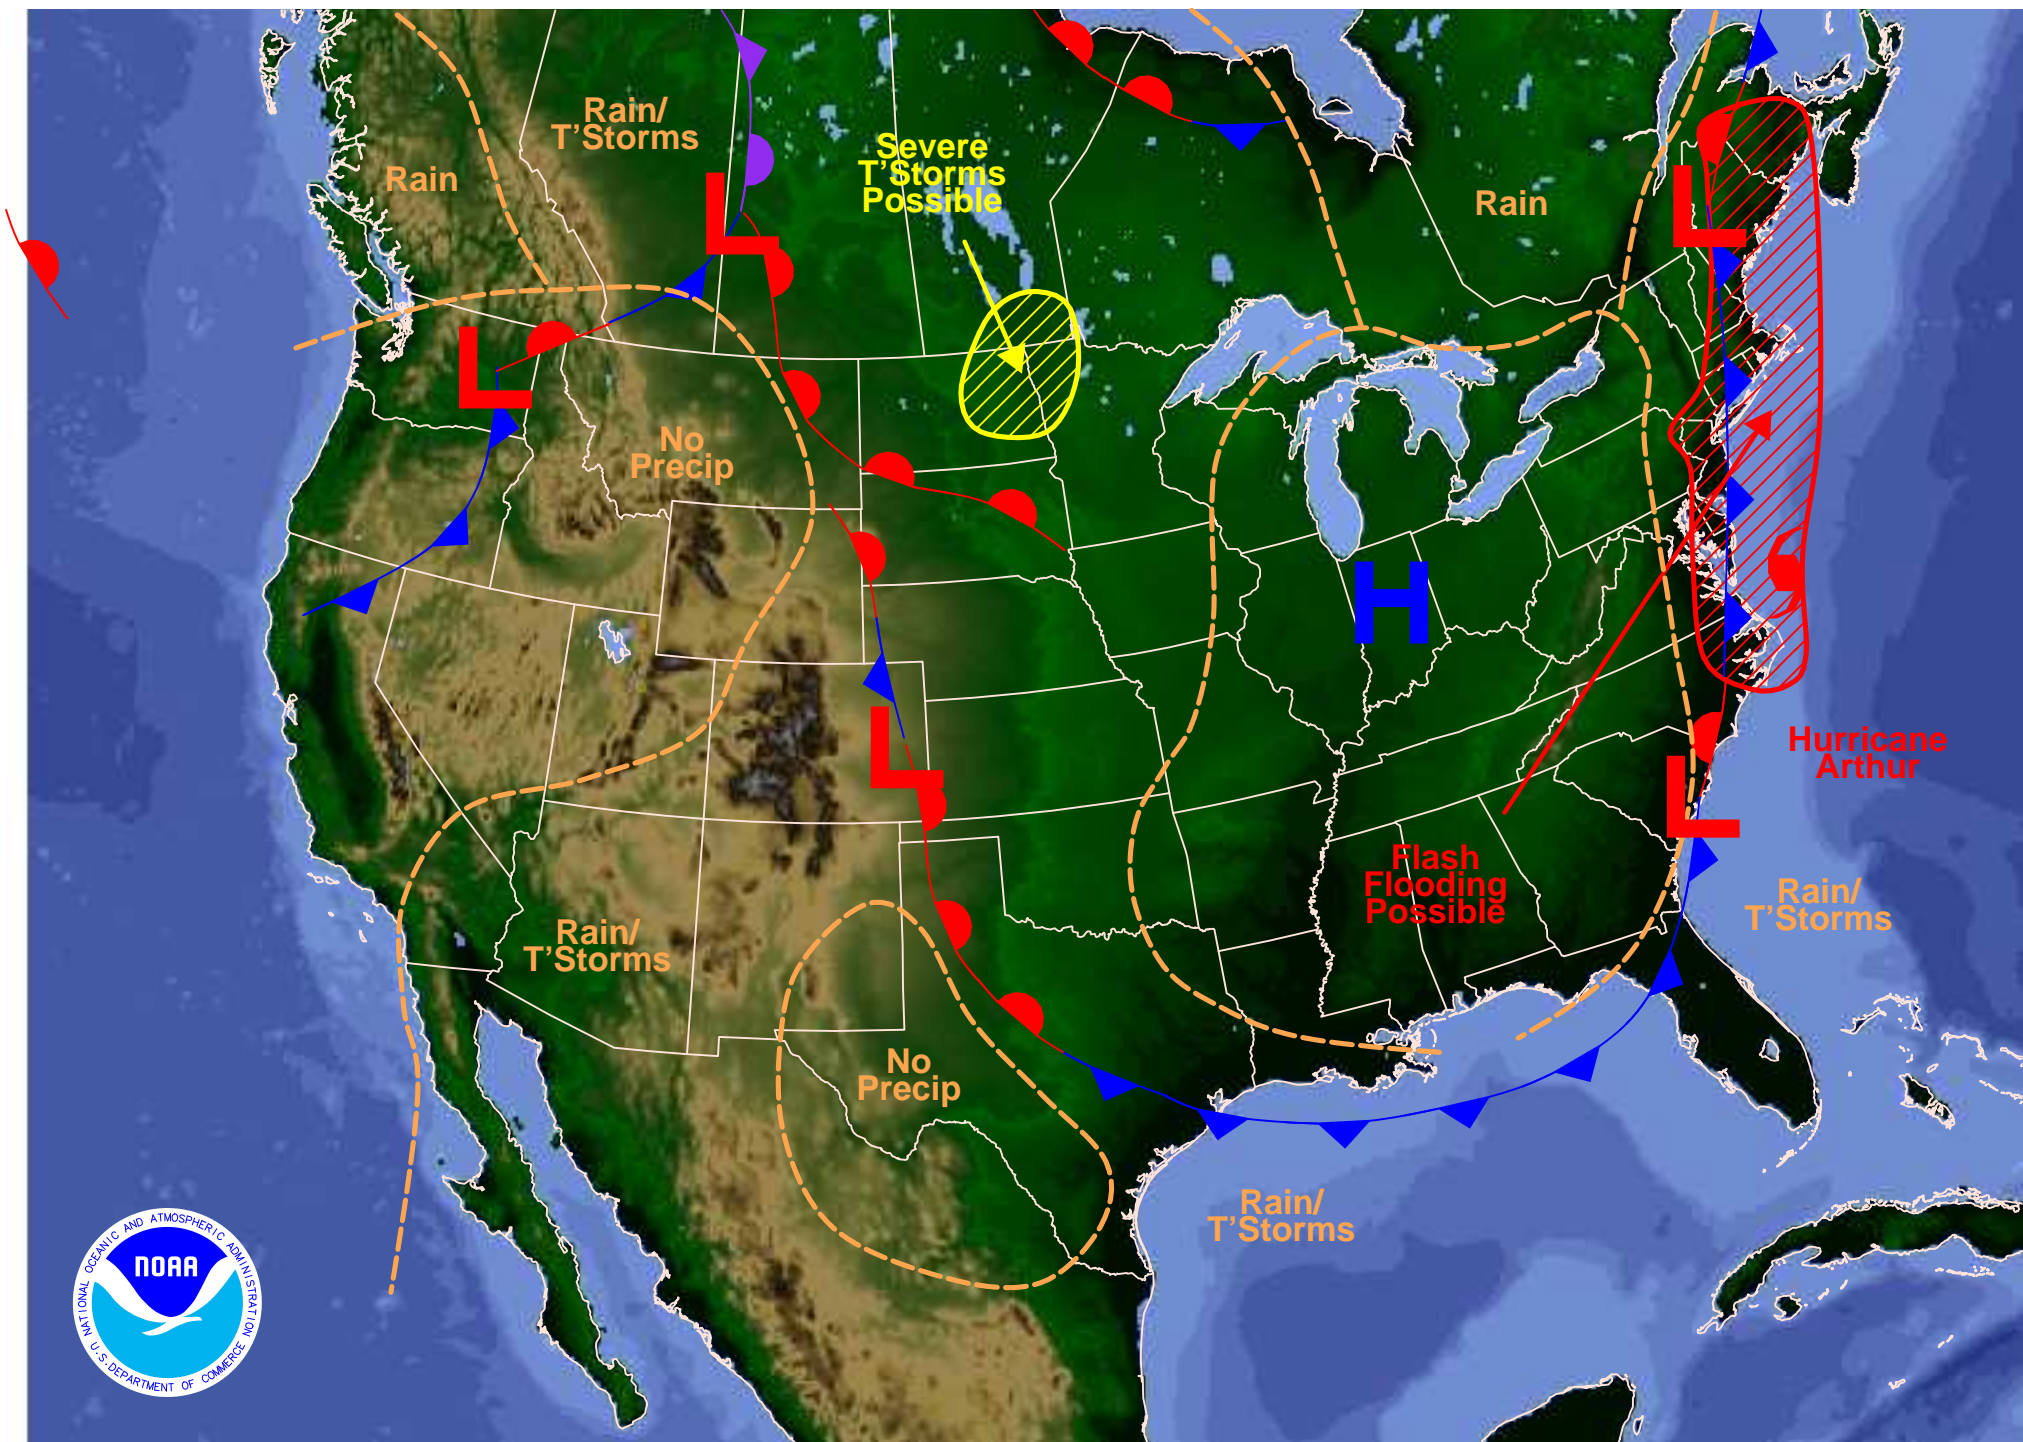 Rain/
T'Storms
Severe
T'Storms
Possible
Rain
Rain
L
L
L
No
Precip
H
L
L
Hurricane
Arthur
Flash
Flooding
Possible
Rain/
T'Storms
Rain/
T'Storms
No
Precip
Rain/
T'Storms
NATIONAL OCEANIC AND ATMOSPHERIC ADMINISTRATION
NOAA
U.S. DEPARTMENT OF COMMERCE